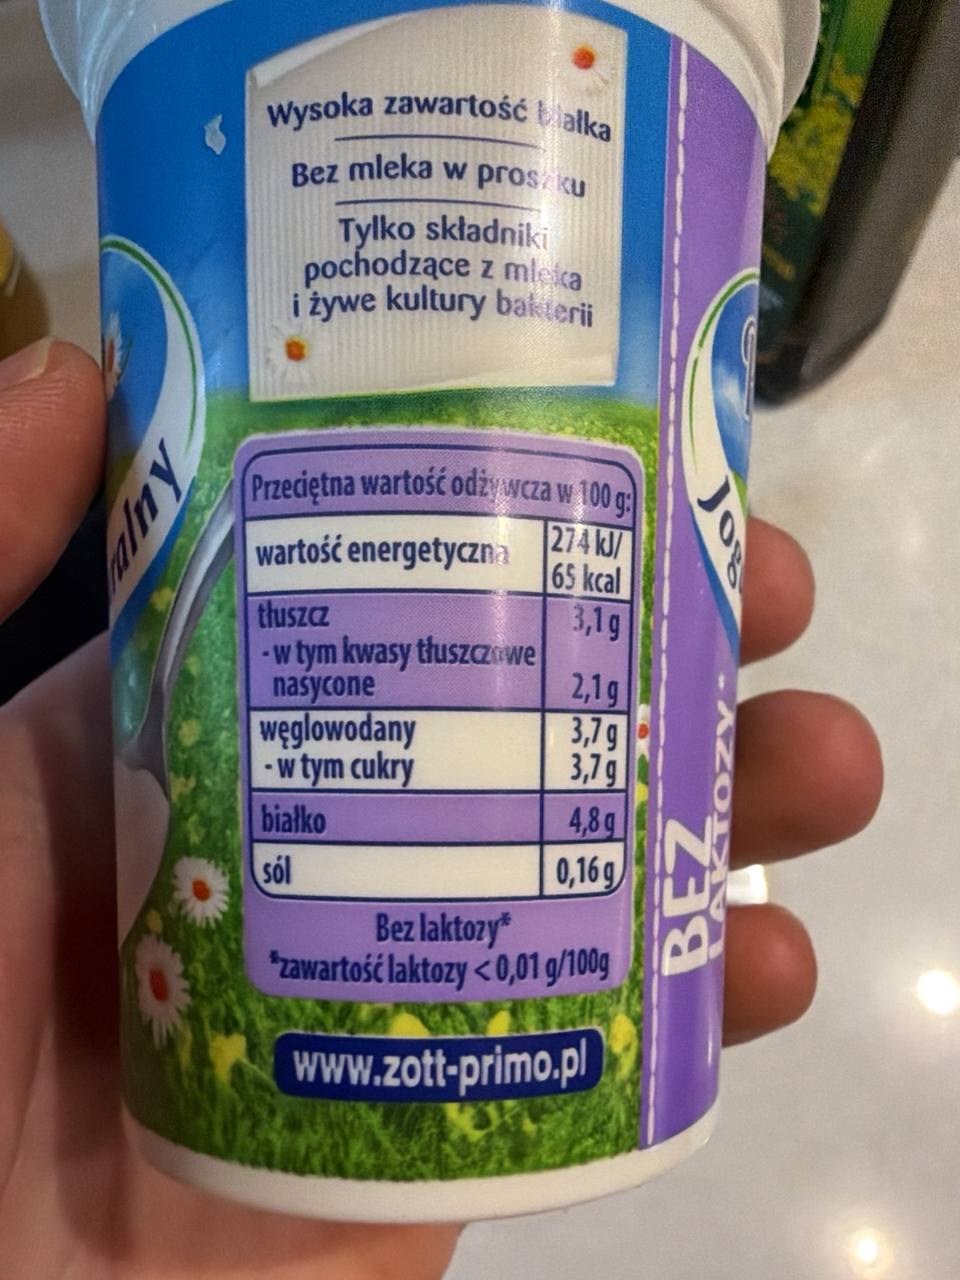 Wysoka zawartość białka
Bez mleka w proszku
Tylko składniki
pochodzące z mleka
i żywe kultury bakterii
Przeciętna wartość odżywcza w 100 g:
wartość energetyczna 274 kJ/
65 kcal
tłuszcz 3,1 g
- w tym kwasy tłuszczowe
nasycone 2,1 g
węglowodany 3,7 g
- w tym cukry 3,7 g
białko 4,8 g
sól 0,16 g
Bez laktozy*
*zawartość laktozy < 0,01 g/100g
www.zott-primo.pl
BEZ
LAKTOZY*